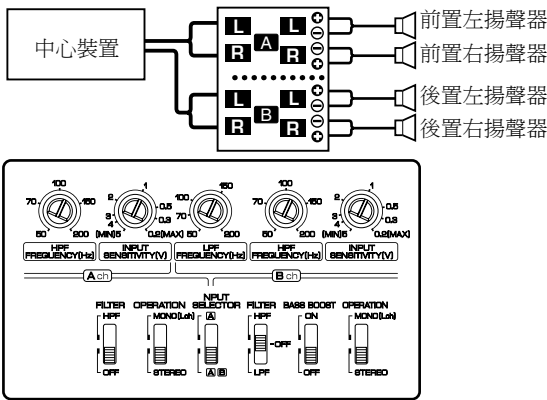 中心裝置
L L ⊕
A ⊖
R R ⊖
⊕
L L ⊕
B ⊖
R R ⊖
⊕
前置左揚聲器
前置右揚聲器
後置左揚聲器
後置右揚聲器
100
70 150
50 200
HPF
FREQUENCY(Hz)
1
2
3 0.5
4 0.3
(MIN)5 0.2(MAX)
INPUT
SENSITIVITY(V)
100 150
70
50 200
LPF
FREQUENCY(Hz)
100
70 150
50 200
HPF
FREQUENCY(Hz)
1
2
3 0.5
4 0.3
(MIN)5 0.2(MAX)
INPUT
SENSITIVITY(V)
A ch
B ch
FILTER
HPF
OFF
OPERATION
MONO(Lch)
STEREO
INPUT
SELECTOR
A
A B
FILTER
HPF
OFF
LPF
BASS BOOST
ON
OFF
OPERATION
MONO(Lch)
STEREO